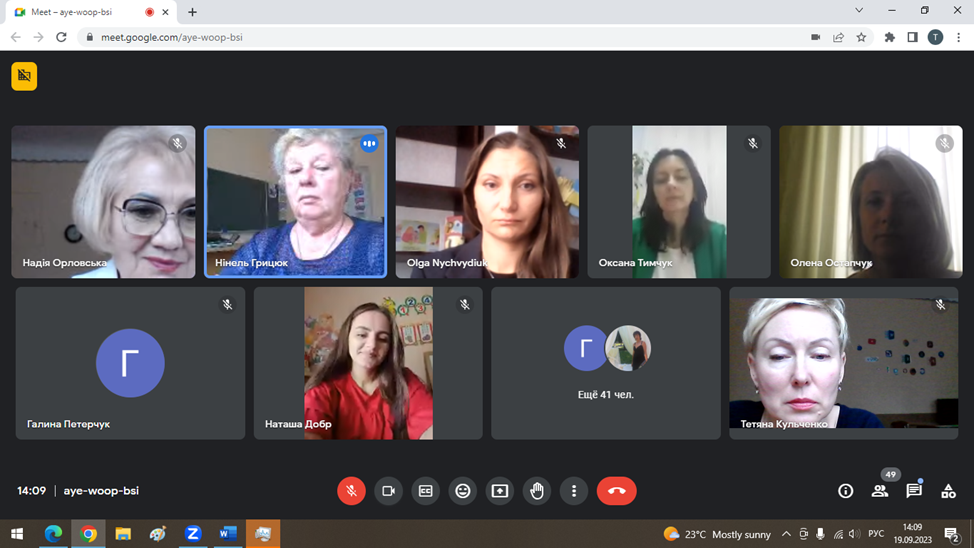 Meet – aye-woop-bsi
meet.google.com/aye-woop-bsi
T
Надія Орловська
Нінель Грицюк
Olga Nychvydiuk
Оксана Тимчук
Олена Остапчук
Г
Галина Петерчук
Наташа Добр
Г
Ещё 41 чел.
Тетяна Кульченко
14:09 | aye-woop-bsi
49
23°C Mostly sunny
РУС
14:09
19.09.2023
2